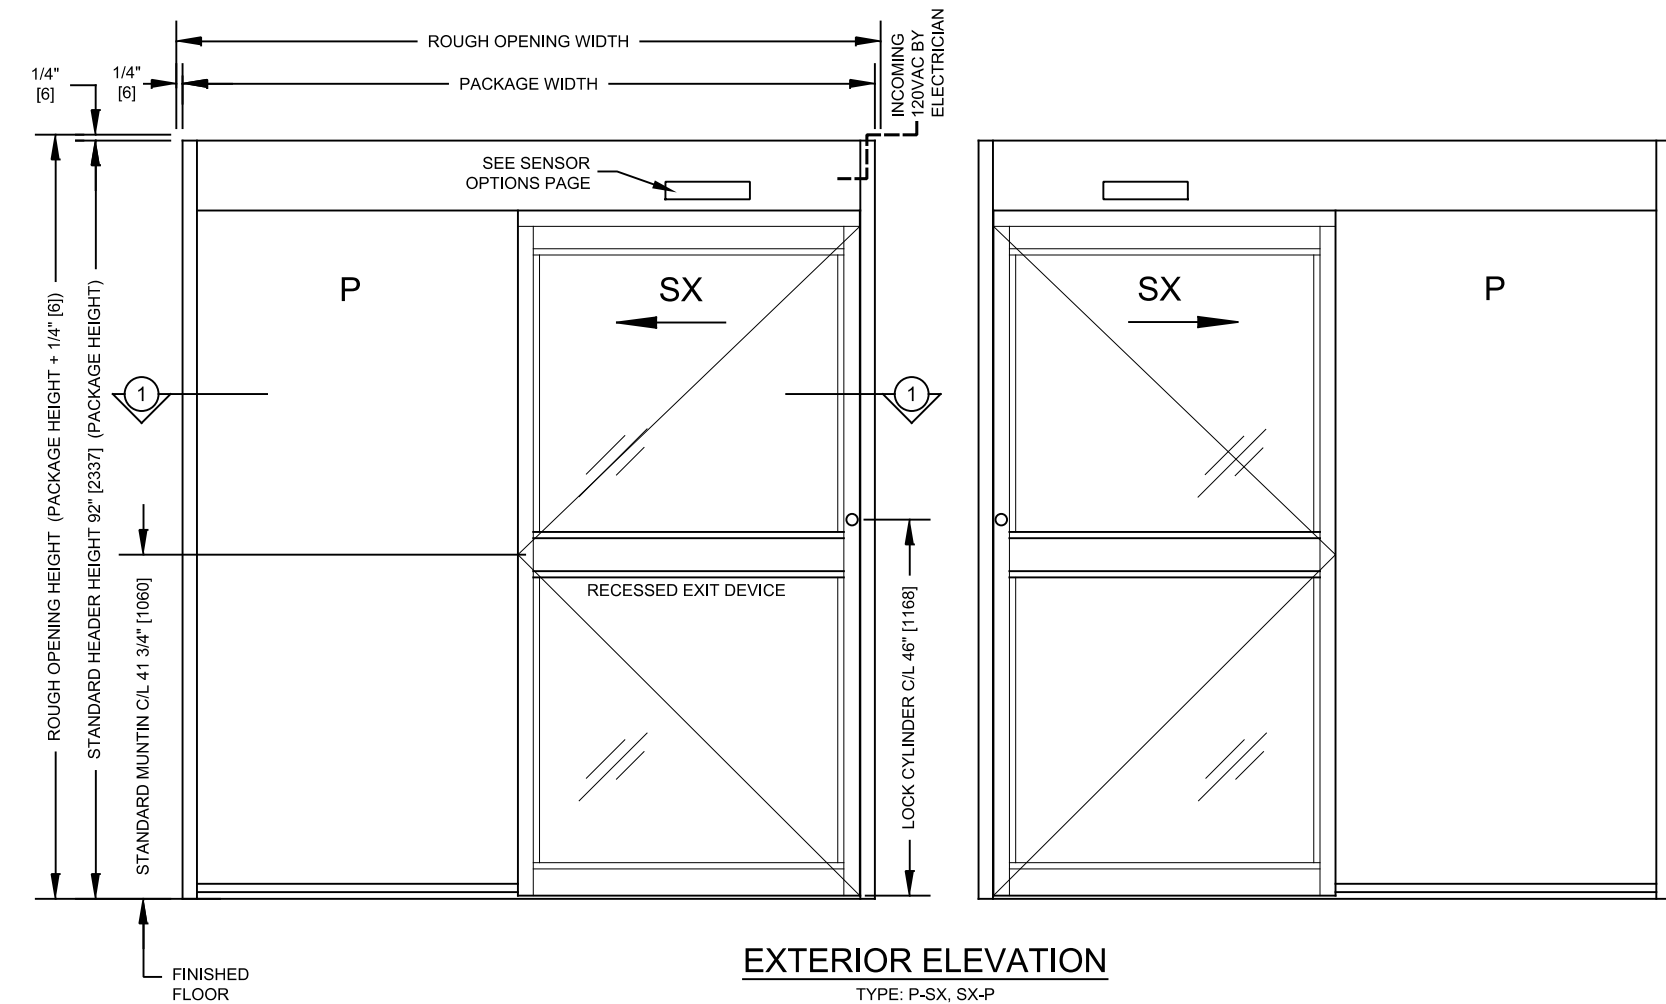 ROUGH OPENING WIDTH
PACKAGE WIDTH
1/4"
[6]
1/4"
[6]
INCOMING
120VAC BY
ELECTRICIAN
SEE SENSOR
OPTIONS PAGE
P
SX
SX
P
1
1
ROUGH OPENING HEIGHT (PACKAGE HEIGHT + 1/4" [6])
STANDARD HEADER HEIGHT 92" [2337] (PACKAGE HEIGHT)
STANDARD MUNTIN C/L 41 3/4" [1060]
RECESSED EXIT DEVICE
LOCK CYLINDER C/L 46" [1168]
FINISHED
FLOOR
EXTERIOR ELEVATION
TYPE: P-SX, SX-P